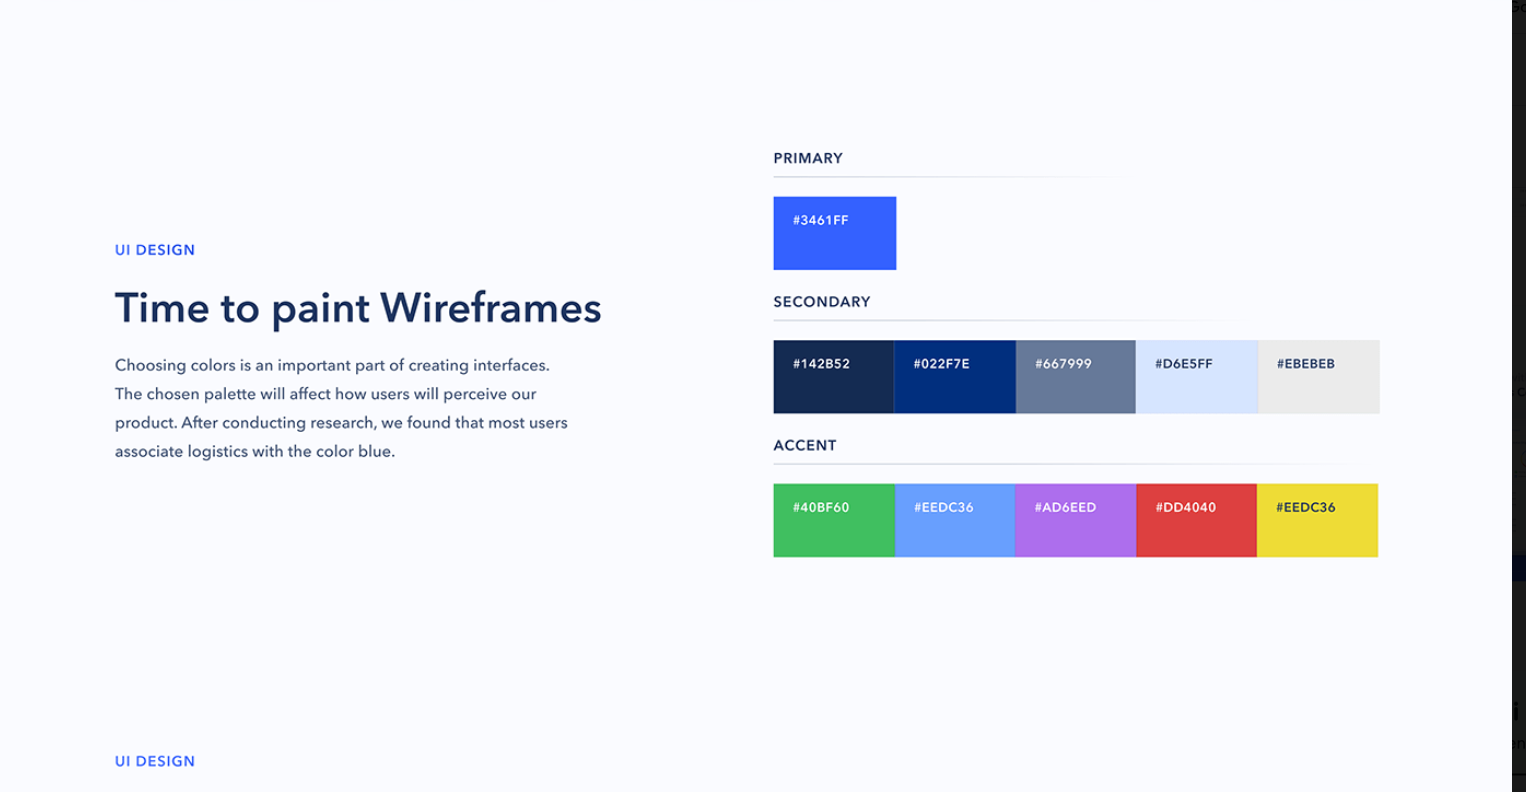 UI DESIGN
Time to paint Wireframes
Choosing colors is an important part of creating interfaces.
The chosen palette will affect how users will perceive our
product. After conducting research, we found that most users
associate logistics with the color blue.
PRIMARY
#3461FF
SECONDARY
#142B52 #022F7E #667999 #D6E5FF #EBEBEB
ACCENT
#40BF60 #EEDC36 #AD6EED #DD4040 #EEDC36
UI DESIGN